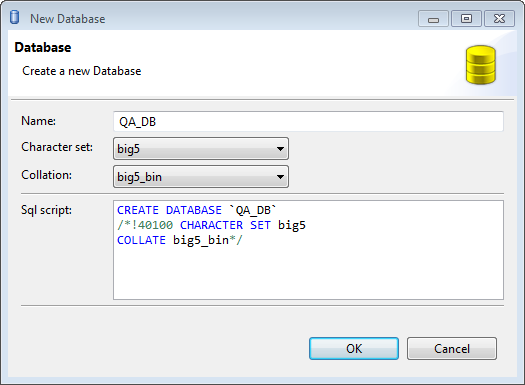 New Database
Database
Create a new Database
Name: QA_DB
Character set: big5
Collation: big5_bin
Sql script: CREATE DATABASE `QA_DB`
/*!40100 CHARACTER SET big5
COLLATE big5_bin*/
OK Cancel